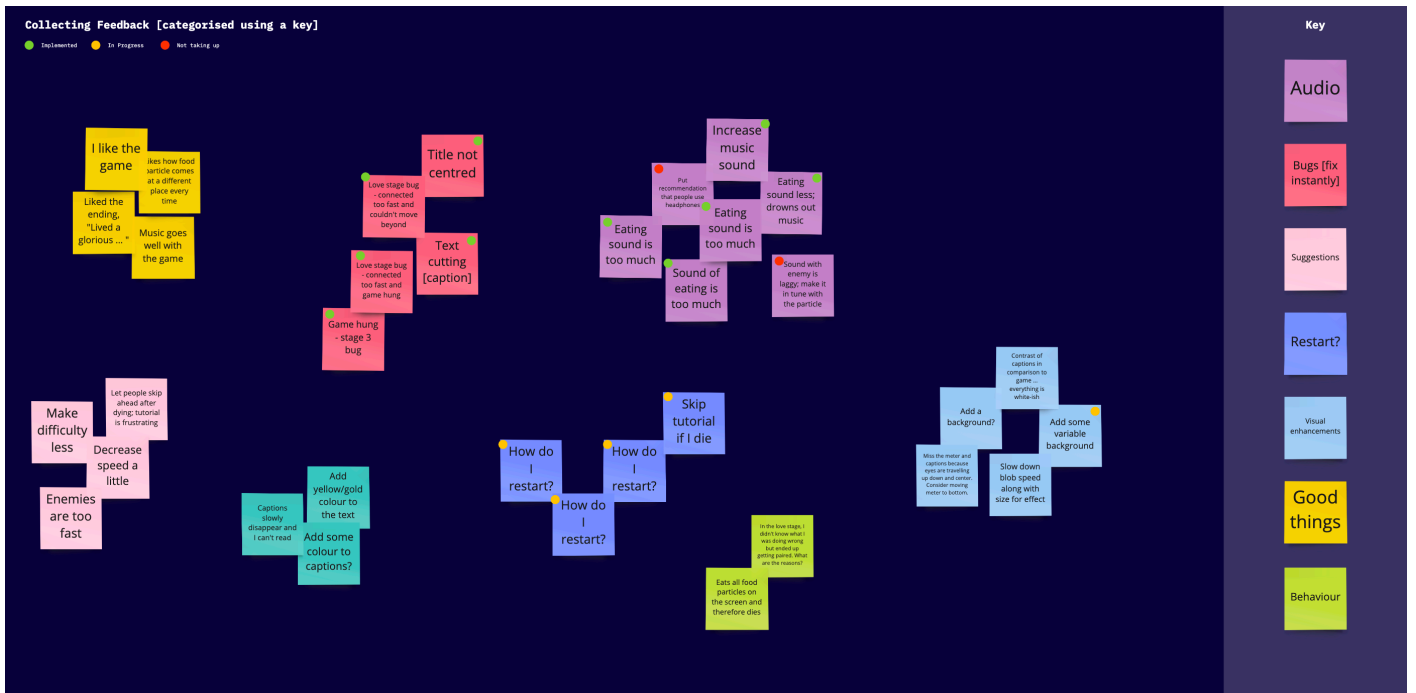 Collecting Feedback [categorised using a key]
Implemented
In Progress
Not taking up
I like the
game
ikes how food
particle comes
at a different
place every
time
Liked the
ending,
"Lived a
glorious ... "
Music goes
well with
the game
Title not
centred
Love stage bug
- connected
too fast and
couldn't move
beyond
Text
cutting
[caption]
Love stage bug
- connected
too fast and
game hung
Game hung
- stage 3
bug
Increase
music
sound
Put
recommendation
that people use
headphones
Eating
sound less;
drowns out
music
Eating
sound is
too much
Eating
sound is
too much
Sound of
eating is
too much
Sound with
enemy is
laggy; make it
in tune with
the particle
Let people skip
ahead after
dying; tutorial
is frustrating
Make
difficulty
less
Decrease
speed a
little
Enemies
are too
fast
Add
yellow/gold
colour to
the text
Captions
slowly
disappear and
I can't read
Add some
colour to
captions?
Skip
tutorial
if I die
How do
I
restart?
How do
I
restart?
How do
I
restart?
In the love stage, I
didn't know what I
was doing wrong
but ended up
getting paired. What
are the reasons?
Eats all food
particles on
the screen and
therefore dies
Contrast of
captions in
comparison to
game ...
everything is
white-ish
Add a
background?
Add some
variable
background
Miss the meter and
captions because
eyes are travelling
up down and center.
Consider moving
meter to bottom.
Slow down
blob speed
along with
size for effect
Key
Audio
Bugs [fix
instantly]
Suggestions
Restart?
Visual
enhancements
Good
things
Behaviour